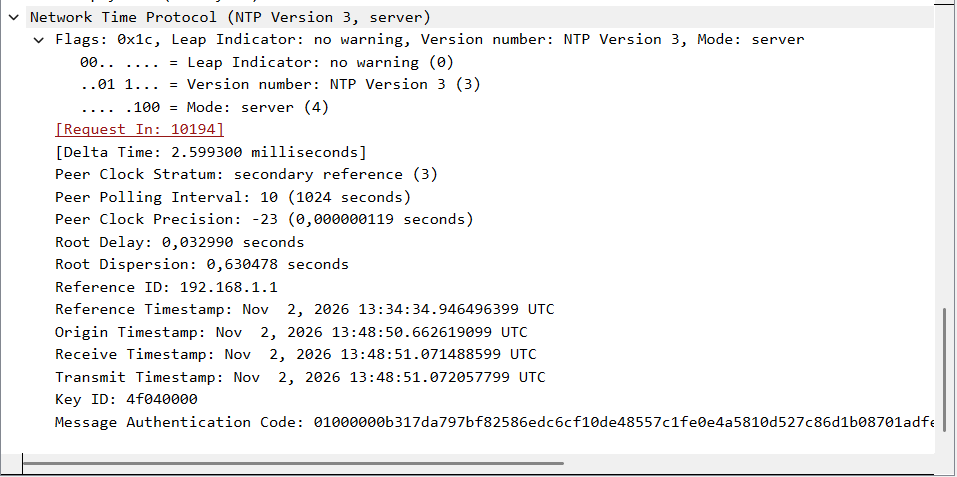 Network Time Protocol (NTP Version 3, server)
Flags: 0x1c, Leap Indicator: no warning, Version number: NTP Version 3, Mode: server
00.. .... = Leap Indicator: no warning (0)
..01 1... = Version number: NTP Version 3 (3)
.... .100 = Mode: server (4)
[Request In: 10194]
[Delta Time: 2.599300 milliseconds]
Peer Clock Stratum: secondary reference (3)
Peer Polling Interval: 10 (1024 seconds)
Peer Clock Precision: -23 (0,000000119 seconds)
Root Delay: 0,032990 seconds
Root Dispersion: 0,630478 seconds
Reference ID: 192.168.1.1
Reference Timestamp: Nov  2, 2026 13:34:34.946496399 UTC
Origin Timestamp: Nov  2, 2026 13:48:50.662619099 UTC
Receive Timestamp: Nov  2, 2026 13:48:51.071488599 UTC
Transmit Timestamp: Nov  2, 2026 13:48:51.072057799 UTC
Key ID: 4f040000
Message Authentication Code: 01000000b317da797bf82586edc6cf10de48557c1fe0e4a5810d527c86d1b08701adfe